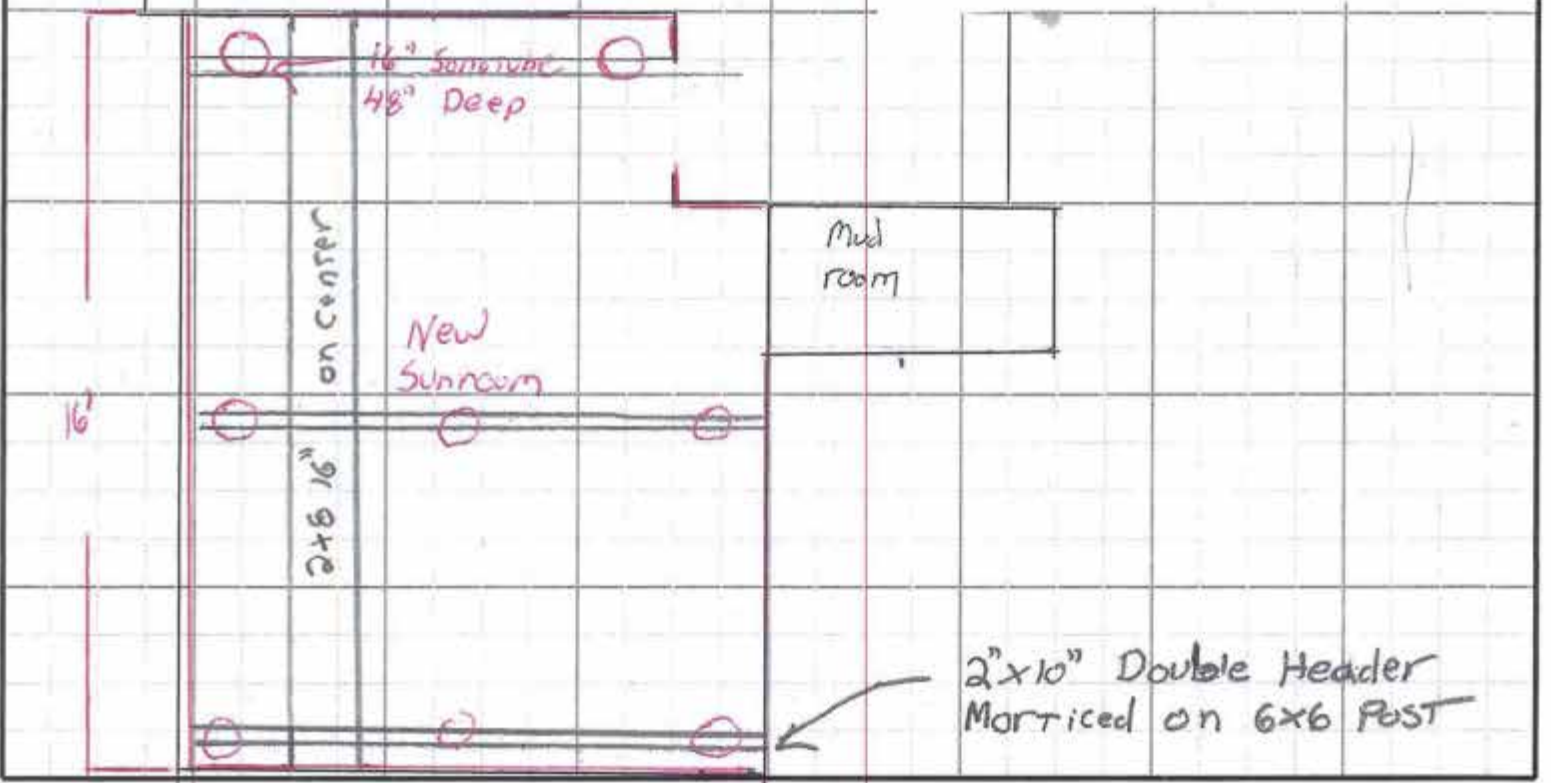 16" Sonotube
48" Deep
Mud
room
New
Sunroom
16'
2x8 16" on Center
2"x10" Double Header
Morticed on 6x6 Post